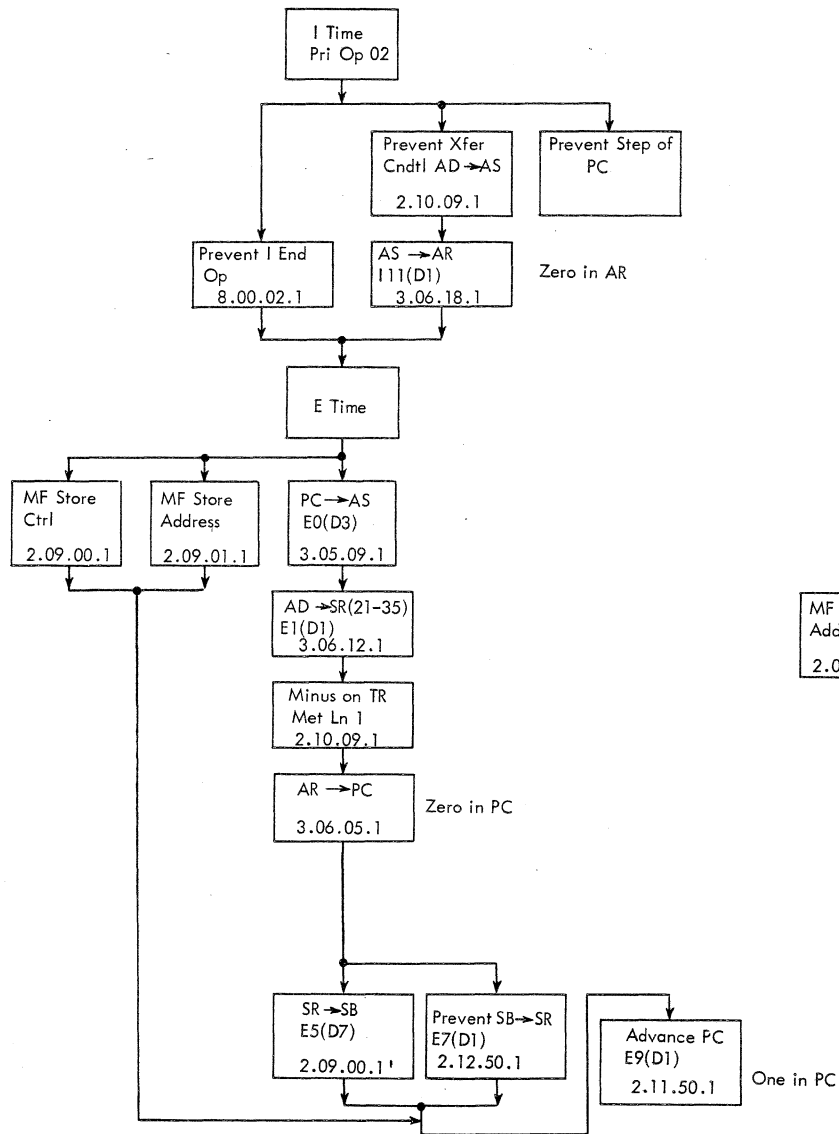 I Time
Pri Op 02
Prevent Xfer
Cndtl AD→AS
2.10.09.1
Prevent Step of
PC
Prevent I End
Op
8.00.02.1
AS → AR
I11(D1)
3.06.18.1
Zero in AR
E Time
MF Store
Ctrl
2.09.00.1
MF Store
Address
2.09.01.1
PC→AS
E0(D3)
3.05.09.1
AD→SR(21-35)
E1(D1)
3.06.12.1
MF
Add
2.0
Minus on TR
Met Ln 1
2.10.09.1
AR → PC
3.06.05.1
Zero in PC
SR→SB
E5(D7)
2.09.00.1'
Prevent SB→SR
E7(D1)
2.12.50.1
Advance PC
E9(D1)
2.11.50.1
One in PC